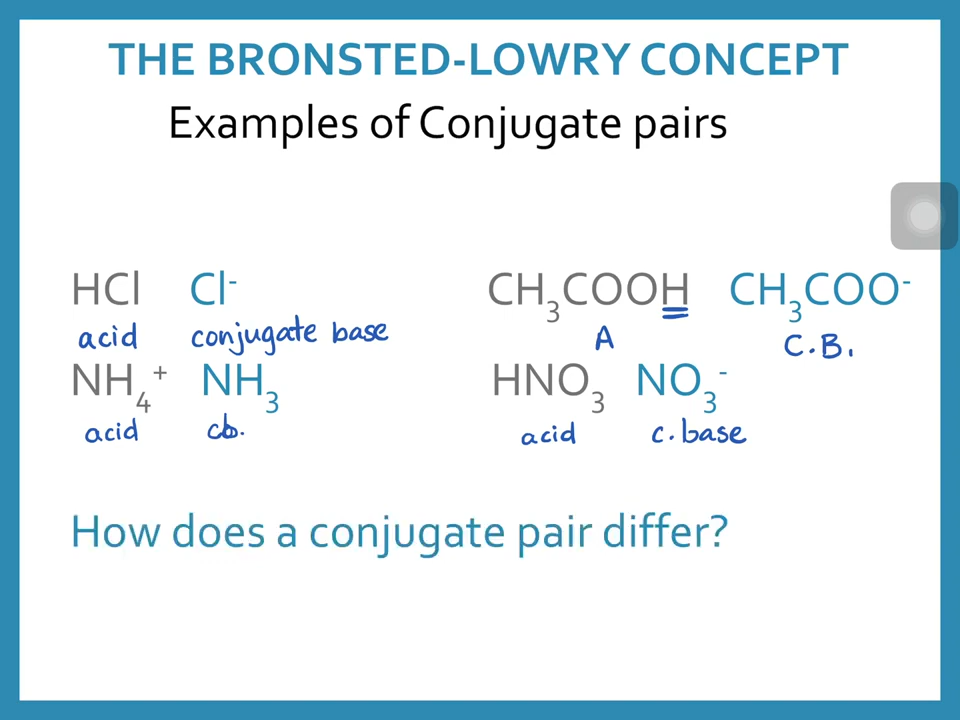 THE BRONSTED-LOWRY CONCEPT
Examples of Conjugate pairs
HCl Cl⁻ CH₃COOH CH₃COO⁻
acid conjugate base A C.B.
NH₄⁺ NH₃ HNO₃ NO₃⁻
acid cb. acid c. base
How does a conjugate pair differ?